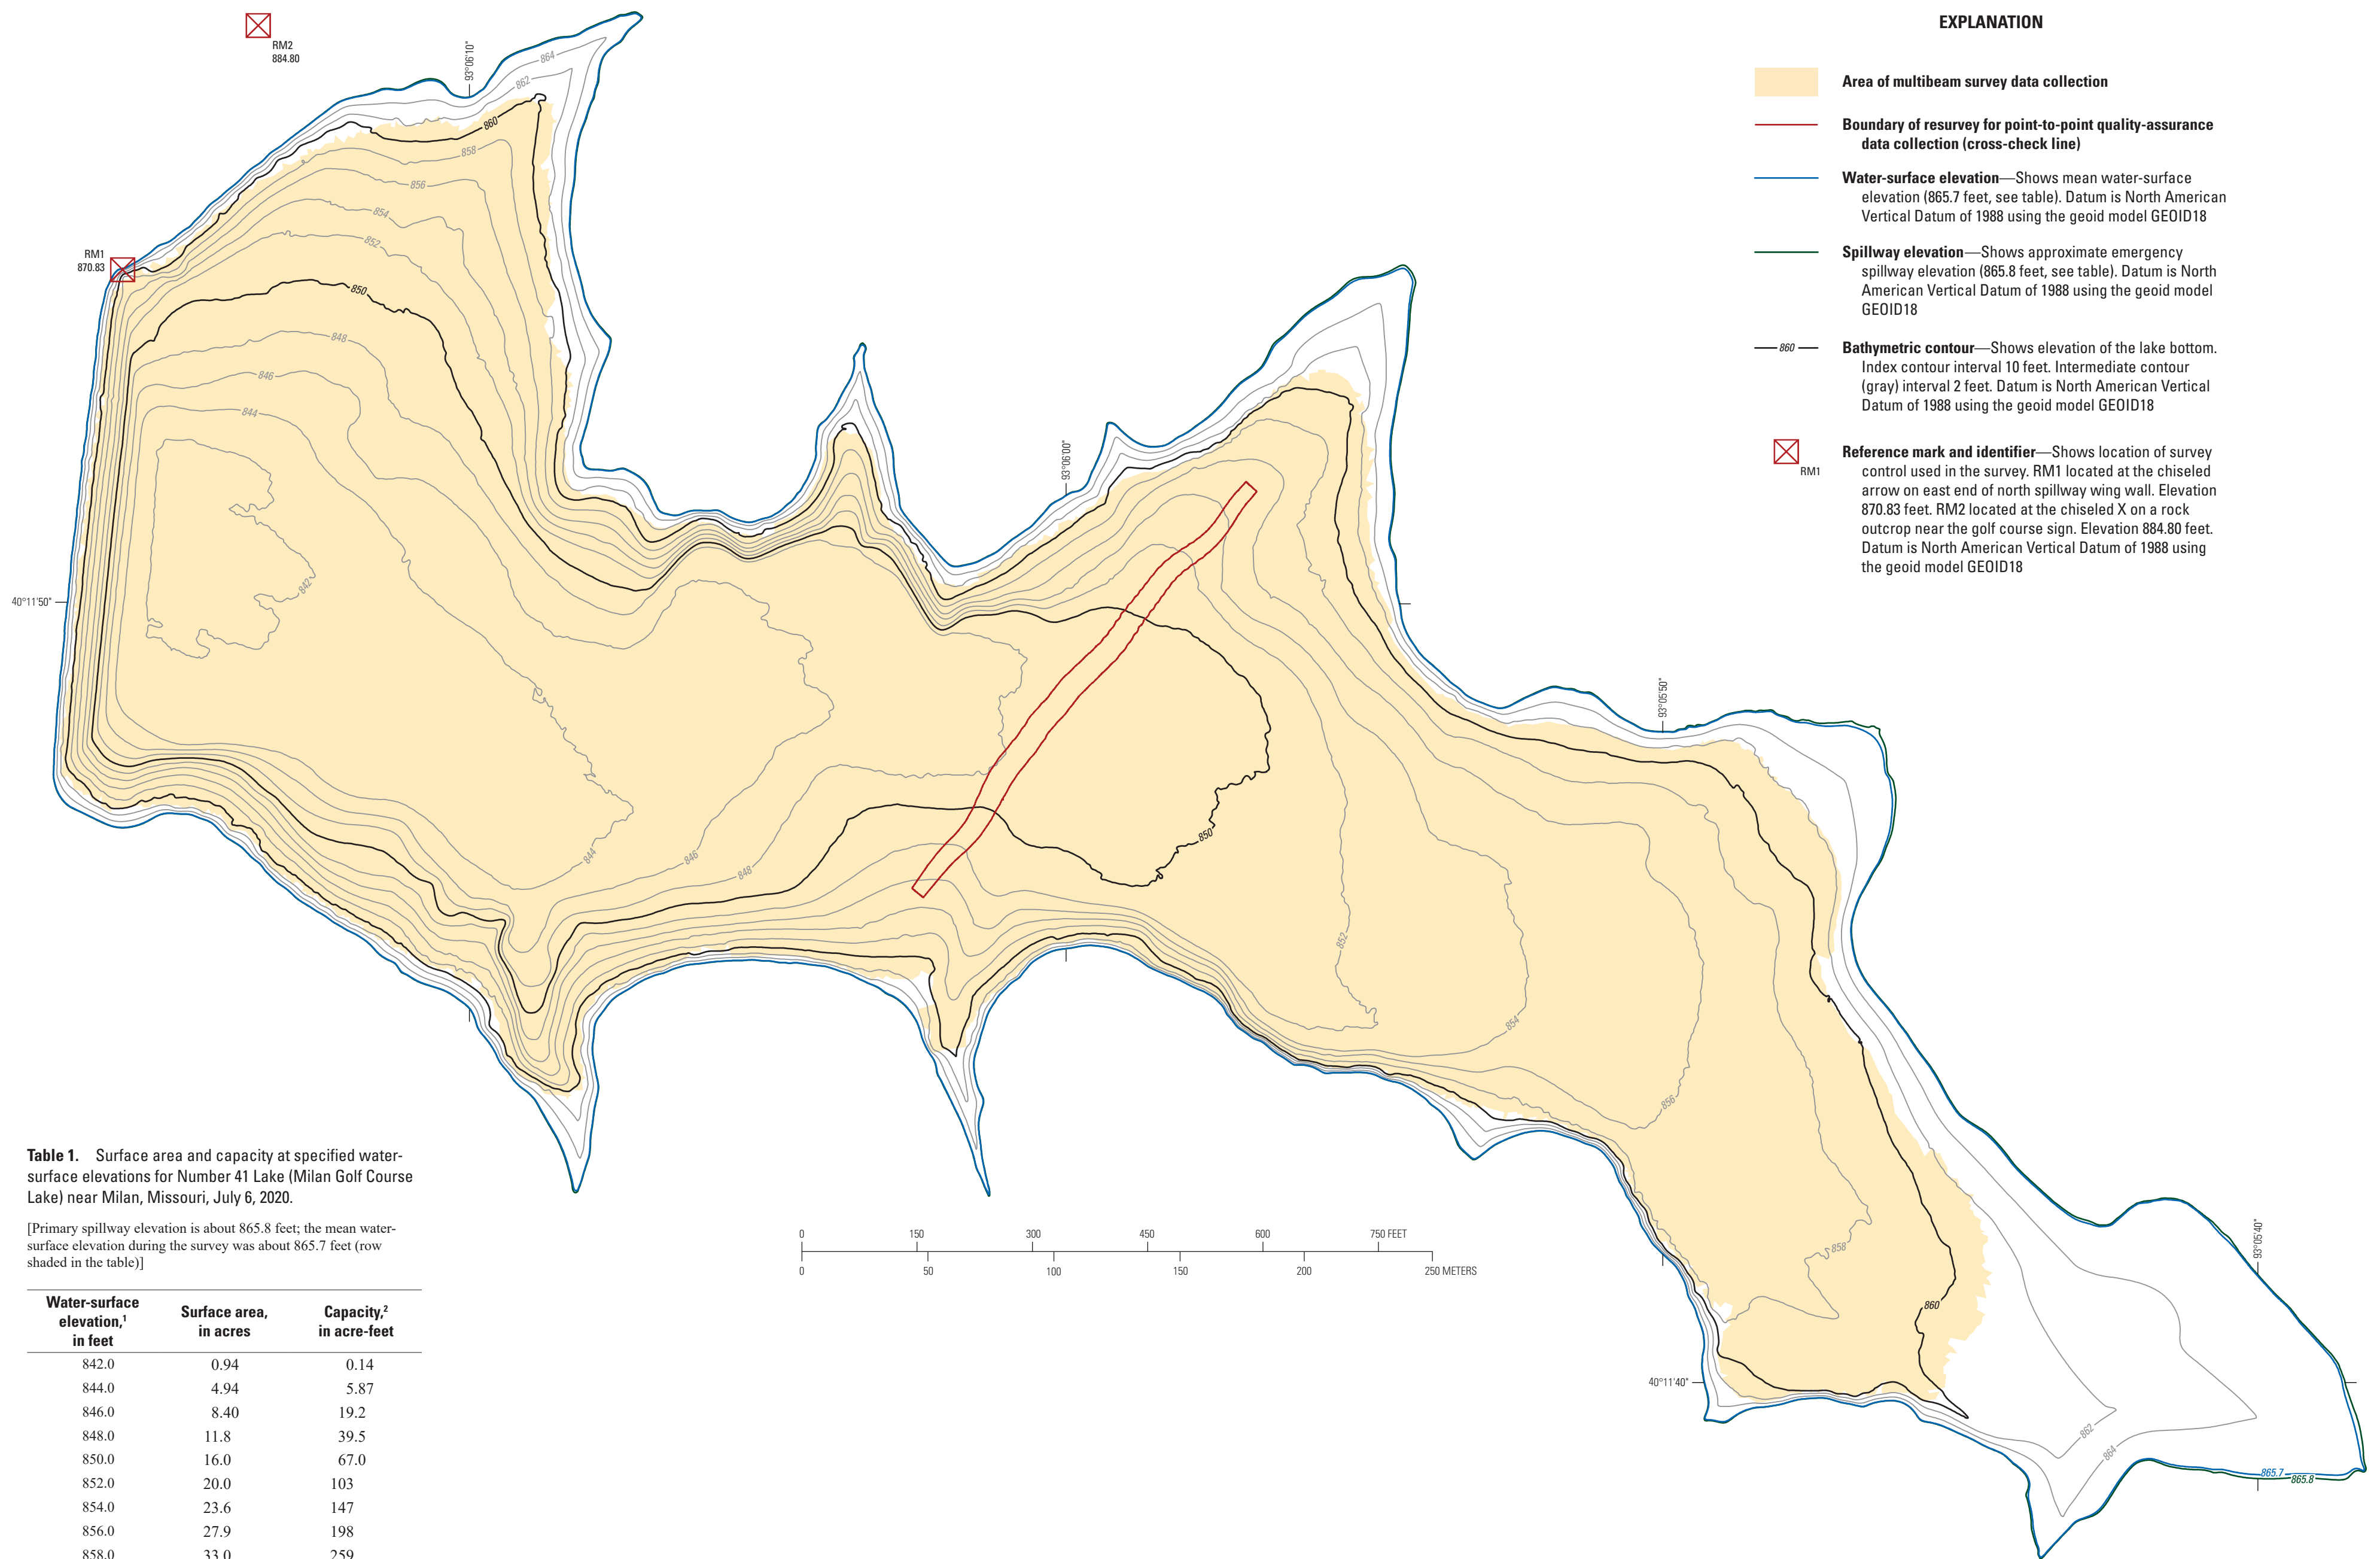 RM2
884.80
93°06'10"
864
862
860
858
856
854
852
850
848
846
844
842
RM1
870.83
40°11'50"
93°06'00"
93°05'50"
850
844
846
848
852
854
856
858
860
862
864
93°05'40"
40°11'40"
865.7
865.8
EXPLANATION
Area of multibeam survey data collection
Boundary of resurvey for point-to-point quality-assurance
data collection (cross-check line)
Water-surface elevation—Shows mean water-surface
elevation (865.7 feet, see table). Datum is North American
Vertical Datum of 1988 using the geoid model GEOID18
Spillway elevation—Shows approximate emergency
spillway elevation (865.8 feet, see table). Datum is North
American Vertical Datum of 1988 using the geoid model
GEOID18
860
Bathymetric contour—Shows elevation of the lake bottom.
Index contour interval 10 feet. Intermediate contour
(gray) interval 2 feet. Datum is North American Vertical
Datum of 1988 using the geoid model GEOID18
RM1
Reference mark and identifier—Shows location of survey
control used in the survey. RM1 located at the chiseled
arrow on east end of north spillway wing wall. Elevation
870.83 feet. RM2 located at the chiseled X on a rock
outcrop near the golf course sign. Elevation 884.80 feet.
Datum is North American Vertical Datum of 1988 using
the geoid model GEOID18
0 150 300 450 600 750 FEET
0 50 100 150 200 250 METERS
Table 1. Surface area and capacity at specified water-
surface elevations for Number 41 Lake (Milan Golf Course
Lake) near Milan, Missouri, July 6, 2020.
[Primary spillway elevation is about 865.8 feet; the mean water-
surface elevation during the survey was about 865.7 feet (row
shaded in the table)]
Water-surface elevation,1 in feet Surface area, in acres Capacity,2 in acre-feet
842.0 0.94 0.14
844.0 4.94 5.87
846.0 8.40 19.2
848.0 11.8 39.5
850.0 16.0 67.0
852.0 20.0 103
854.0 23.6 147
856.0 27.9 198
858.0 33.0 259